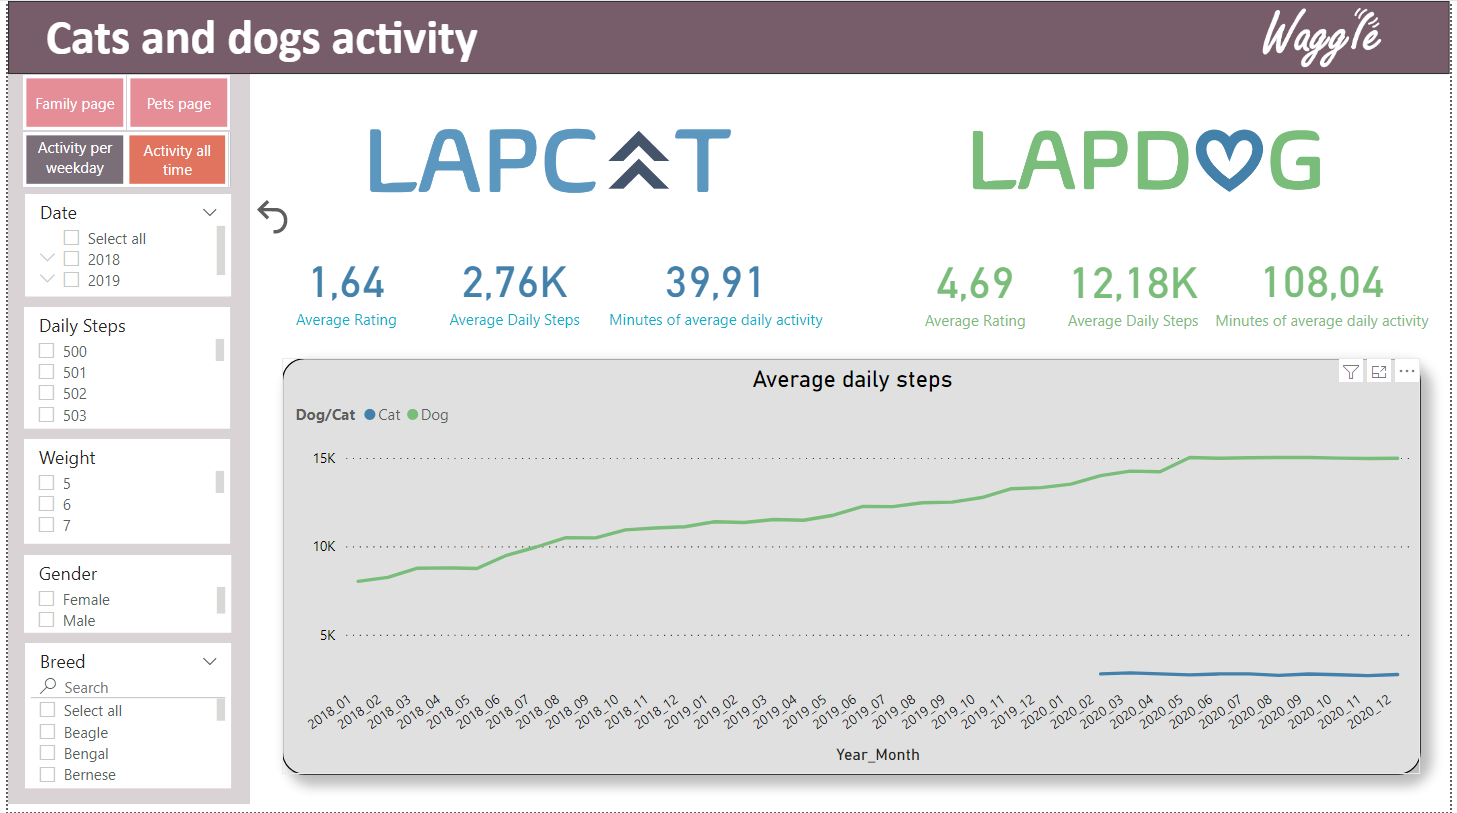 Cats and dogs activity
Waggle
Family page
Pets page
Activity per
weekday
Activity all
time
Date
Select all
2018
2019
Daily Steps
500
501
502
503
Weight
5
6
7
Gender
Female
Male
Breed
Search
Select all
Beagle
Bengal
Bernese
LAPCAT
LAPDOG
1,64
Average Rating
2,76K
Average Daily Steps
39,91
Minutes of average daily activity
4,69
Average Rating
12,18K
Average Daily Steps
108,04
Minutes of average daily activity
Average daily steps
Dog/Cat Cat Dog
15K
10K
5K
2018_01 2018_02 2018_03 2018_04 2018_05 2018_06 2018_07 2018_08 2018_09 2018_10 2018_11 2018_12 2019_01 2019_02 2019_03 2019_04 2019_05 2019_06 2019_07 2019_08 2019_09 2019_10 2019_11 2019_12 2020_01 2020_02 2020_03 2020_04 2020_05 2020_06 2020_07 2020_08 2020_09 2020_10 2020_11 2020_12
Year_Month